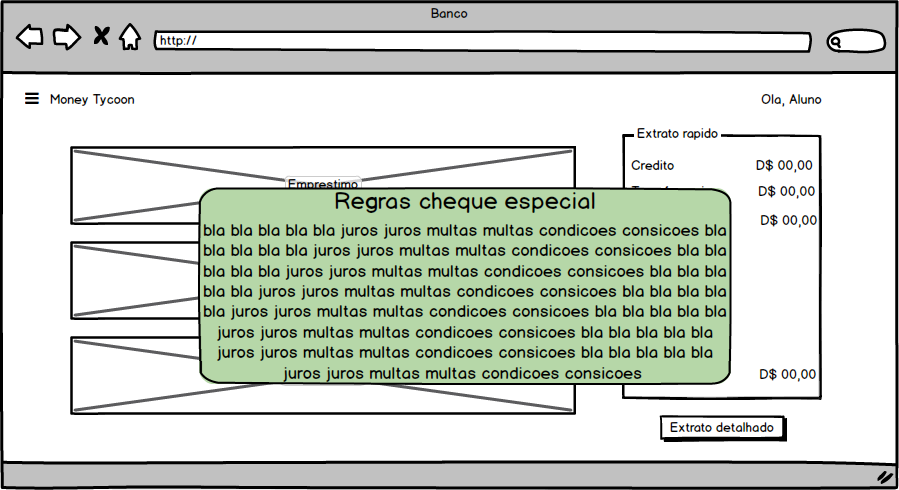 Banco
http://
Money Tycoon
Ola, Aluno
Extrato rapido
Credito D$ 00,00
D$ 00,00
D$ 00,00
Emprestimo
Regras cheque especial
bla bla bla bla bla juros juros multas multas condicoes consicoes bla
bla bla bla bla juros juros multas multas condicoes consicoes bla bla
bla bla bla juros juros multas multas condicoes consicoes bla bla bla
bla bla juros juros multas multas condicoes consicoes bla bla bla bla
bla juros juros multas multas condicoes consicoes bla bla bla bla bla
juros juros multas multas condicoes consicoes bla bla bla bla bla
juros juros multas multas condicoes consicoes bla bla bla bla bla
juros juros multas multas condicoes consicoes
D$ 00,00
Extrato detalhado